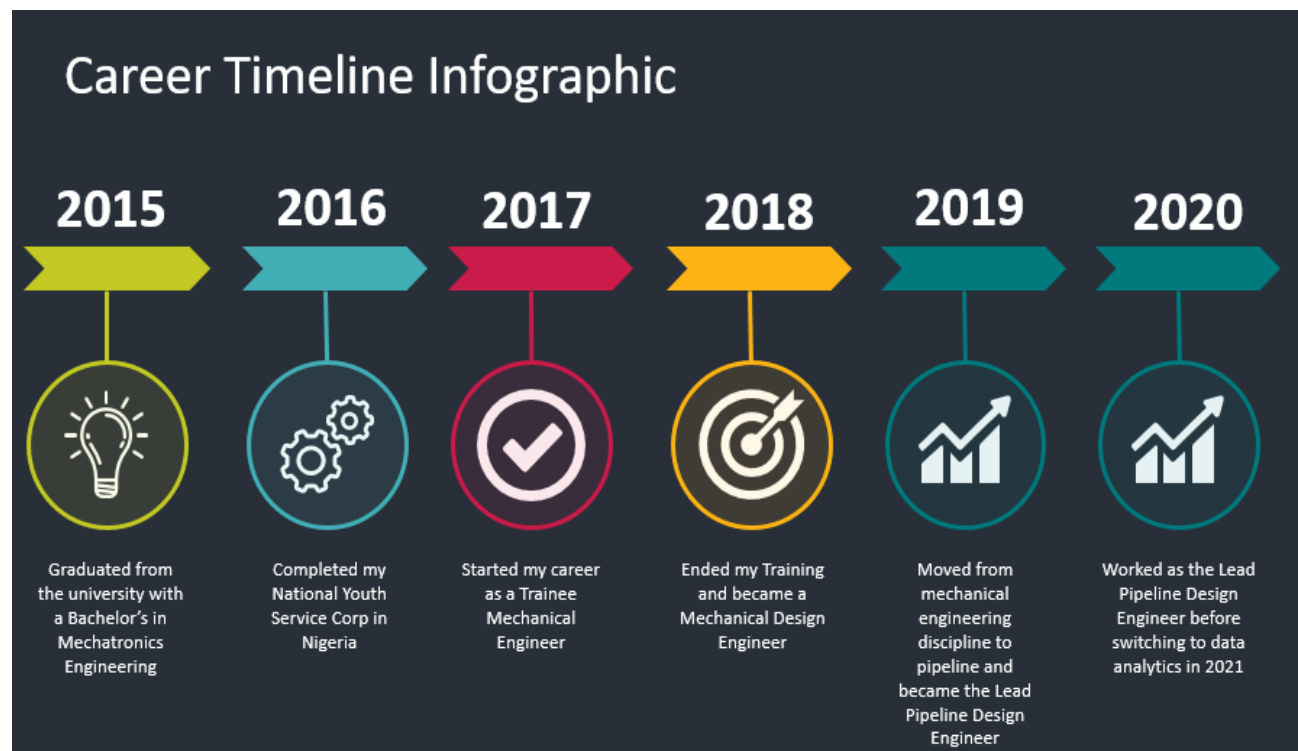 Career Timeline Infographic
2015
2016
2017
2018
2019
2020
Graduated from
the university with
a Bachelor’s in
Mechatronics
Engineering
Completed my
National Youth
Service Corp in
Nigeria
Started my career
as a Trainee
Mechanical
Engineer
Ended my Training
and became a
Mechanical Design
Engineer
Moved from
mechanical
engineering
discipline to
pipeline and
became the Lead
Pipeline Design
Engineer
Worked as the Lead
Pipeline Design
Engineer before
switching to data
analytics in 2021